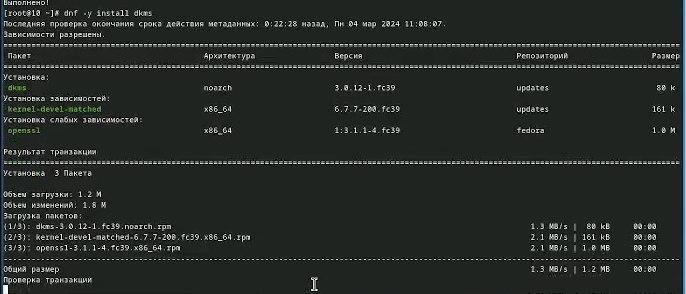 Выполнено!
[root@10 ~]# dnf -y install dkms
Последняя проверка окончания срока действия метаданных: 0:22:28 назад, Пн 04 мар 2024 11:08:07.
Зависимости разрешены.
Пакет Архитектура Версия Репозиторий Размер
Установка:
dkms noarch 3.0.12-1.fc39 updates 80 k
Установка зависимостей:
kernel-devel-matched x86_64 6.7.7-200.fc39 updates 161 k
Установка слабых зависимостей:
openssl x86_64 1:3.1.1-4.fc39 fedora 1.0 M
Результат транзакции
Установка 3 Пакета
Объем загрузки: 1.2 M
Объем изменений: 1.8 M
Загрузка пакетов:
(1/3): dkms-3.0.12-1.fc39.noarch.rpm 1.3 MB/s | 80 kB 00:00
(2/3): kernel-devel-matched-6.7.7-200.fc39.x86_64.rpm 2.1 MB/s | 161 kB 00:00
(3/3): openssl-3.1.1-4.fc39.x86_64.rpm 2.1 MB/s | 1.0 MB 00:00
Общий размер 1.3 MB/s | 1.2 MB 00:00
Проверка транзакции